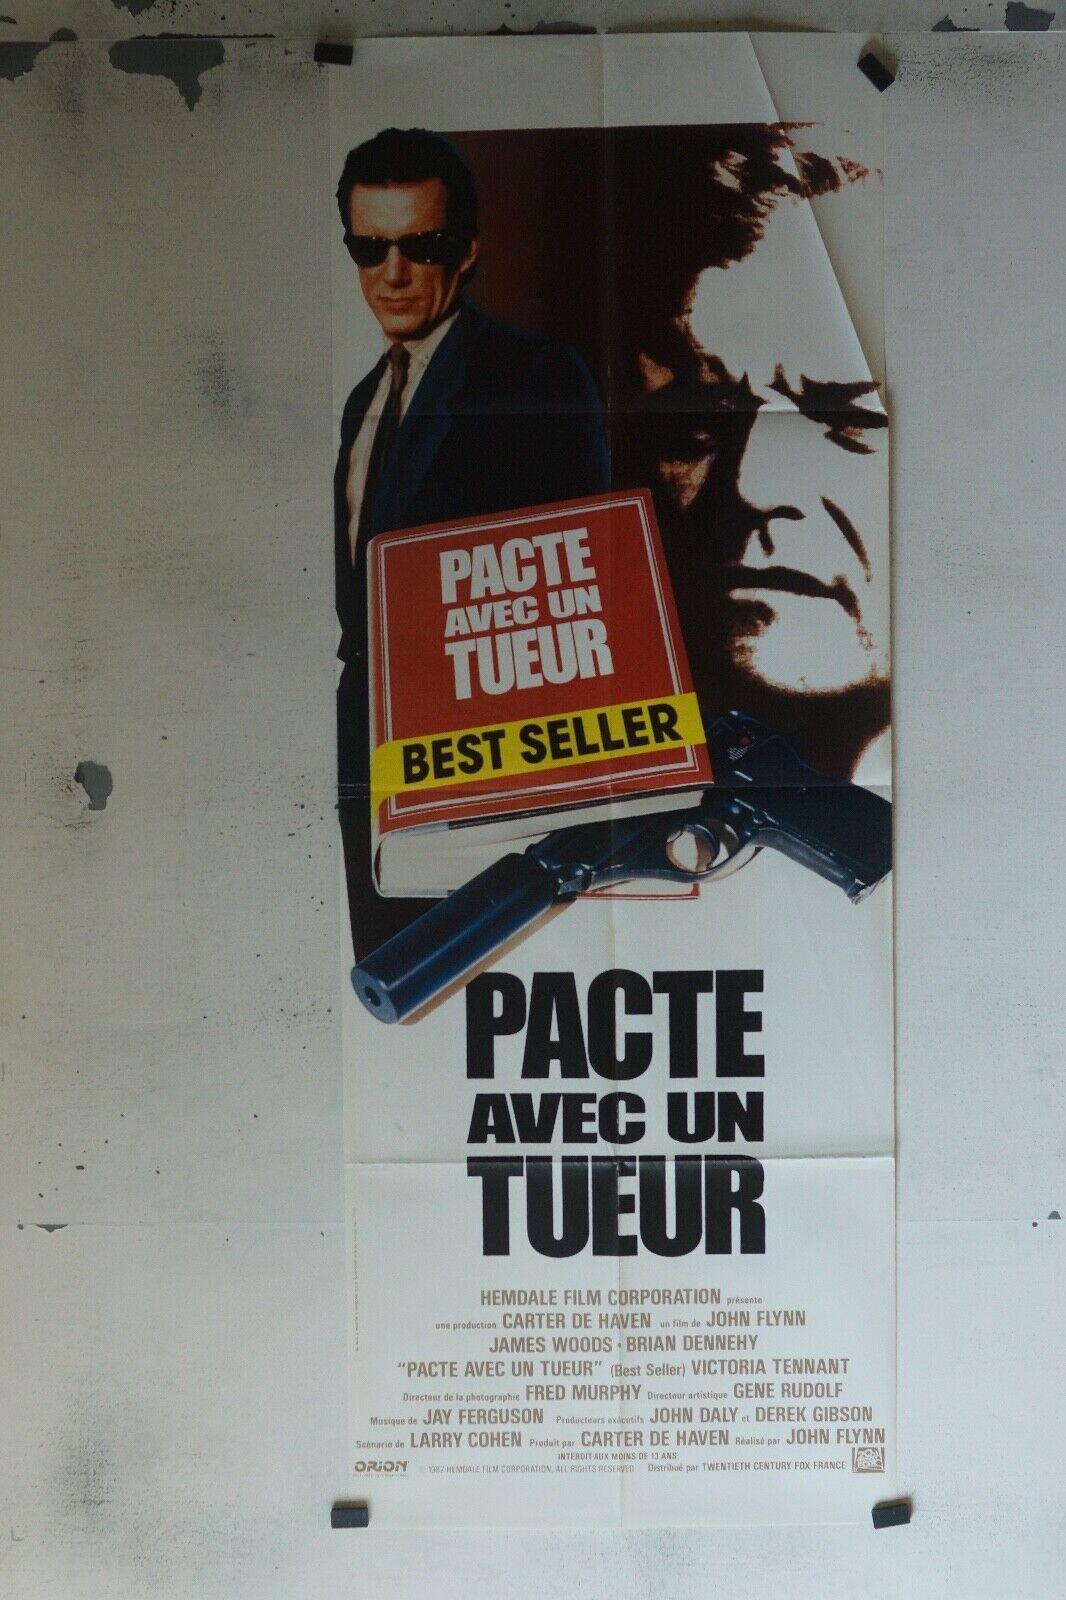 PACTE
AVEC UN
TUEUR
BEST SELLER
PACTE
AVEC UN
TUEUR
HEMDALE FILM CORPORATION présente
une production CARTER DE HAVEN un film de JOHN FLYNN
JAMES WOODS • BRIAN DENNEHY
"PACTE AVEC UN TUEUR" (Best Seller) VICTORIA TENNANT
Directeur de la photographie FRED MURPHY Directeur artistique GENE RUDOLF
Musique de JAY FERGUSON Producteurs exécutifs JOHN DALY et DEREK GIBSON
Scénario de LARRY COHEN Produit par CARTER DE HAVEN Réalisé par JOHN FLYNN
INTERDIT AUX MOINS DE 13 ANS
ORION © 1987 HEMDALE FILM CORPORATION, ALL RIGHTS RESERVED Distribué par TWENTIETH CENTURY FOX FRANCE